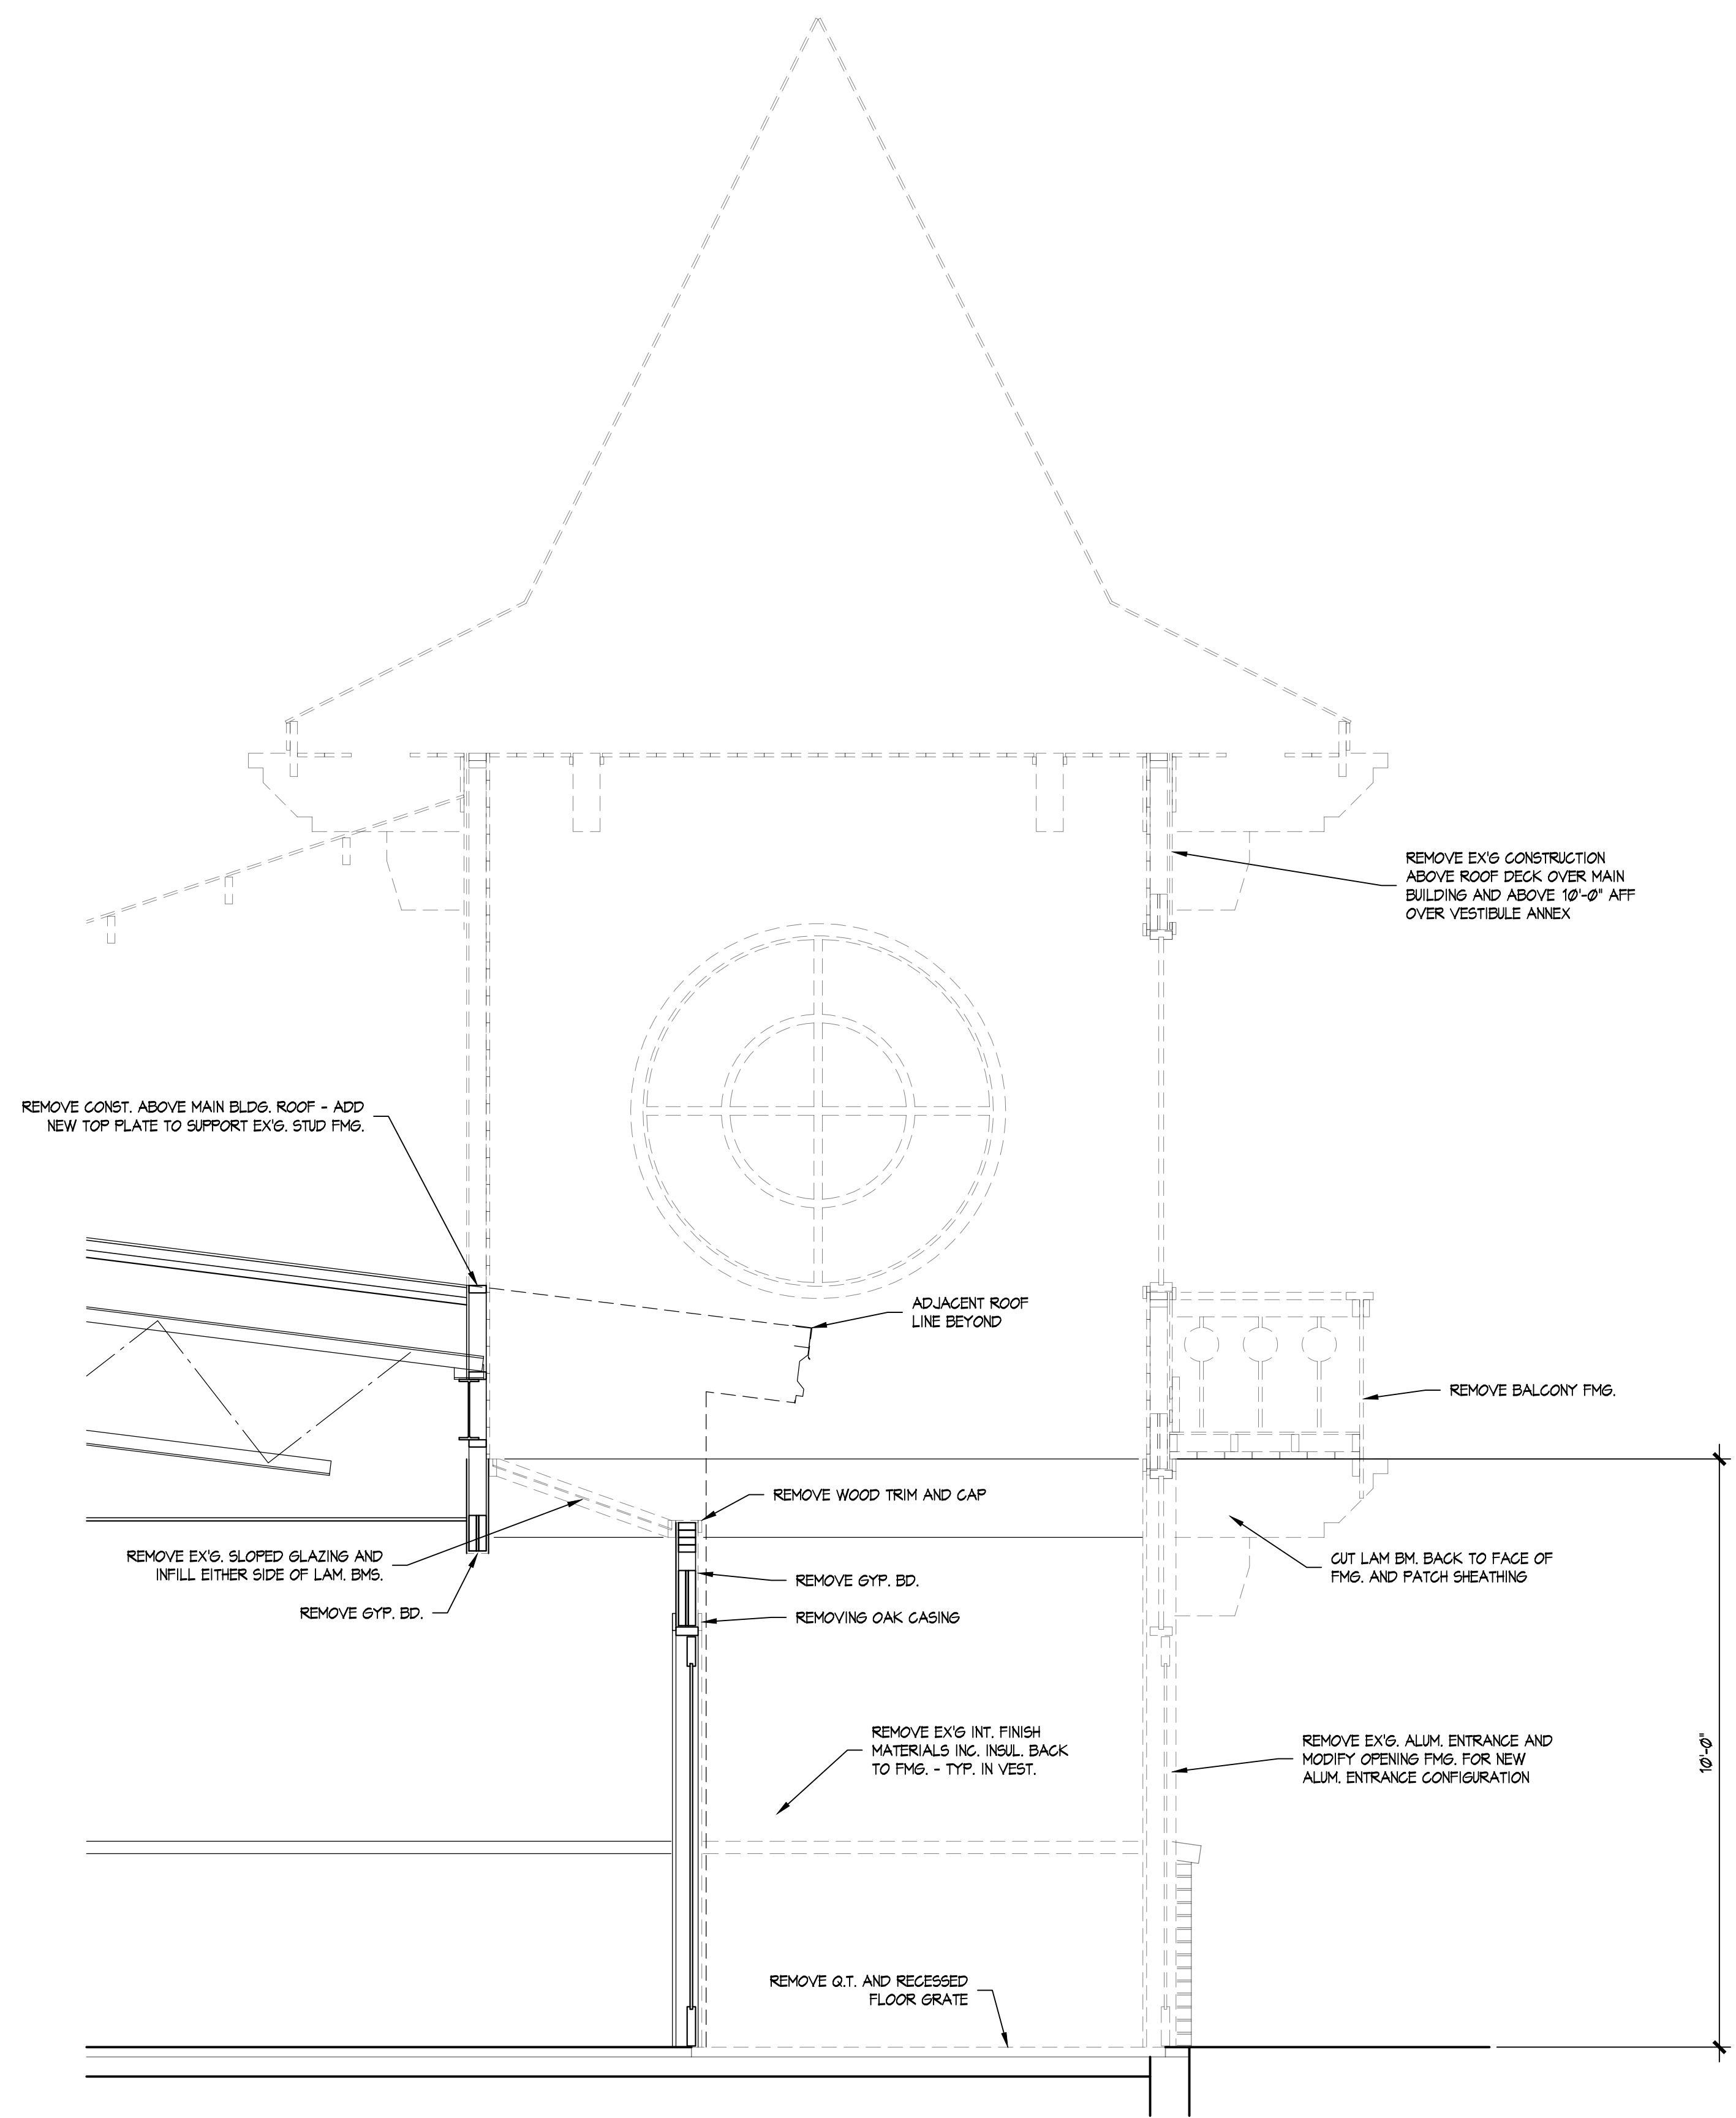 REMOVE EX'G CONSTRUCTION
ABOVE ROOF DECK OVER MAIN
BUILDING AND ABOVE 10'-0" AFF
OVER VESTIBULE ANNEX
REMOVE CONST. ABOVE MAIN BLDG. ROOF - ADD
NEW TOP PLATE TO SUPPORT EX'G. STUD FMG.
ADJACENT ROOF
LINE BEYOND
REMOVE BALCONY FMG.
REMOVE WOOD TRIM AND CAP
REMOVE EX'G. SLOPED GLAZING AND
INFILL EITHER SIDE OF LAM. BMS.
CUT LAM BM. BACK TO FACE OF
FMG. AND PATCH SHEATHING
REMOVE GYP. BD.
REMOVE GYP. BD.
REMOVING OAK CASING
REMOVE EX'G INT. FINISH
MATERIALS INC. INSUL. BACK
TO FMG. - TYP. IN VEST.
REMOVE EX'G. ALUM. ENTRANCE AND
MODIFY OPENING FMG. FOR NEW
ALUM. ENTRANCE CONFIGURATION
10'-0"
REMOVE Q.T. AND RECESSED
FLOOR GRATE